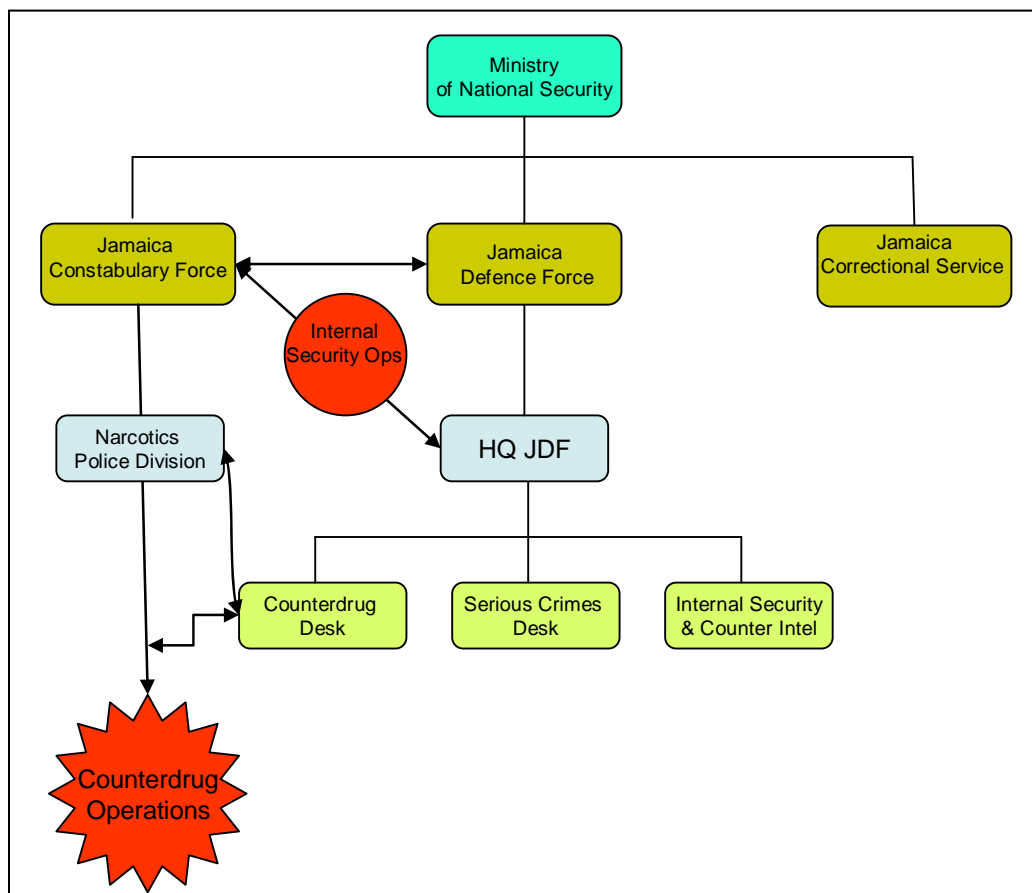 Ministry
of National Security
Jamaica
Constabulary Force
Jamaica
Defence Force
Jamaica
Correctional Service
Internal
Security Ops
Narcotics
Police Division
HQ JDF
Counterdrug
Desk
Serious Crimes
Desk
Internal Security
& Counter Intel
Counterdrug
Operations